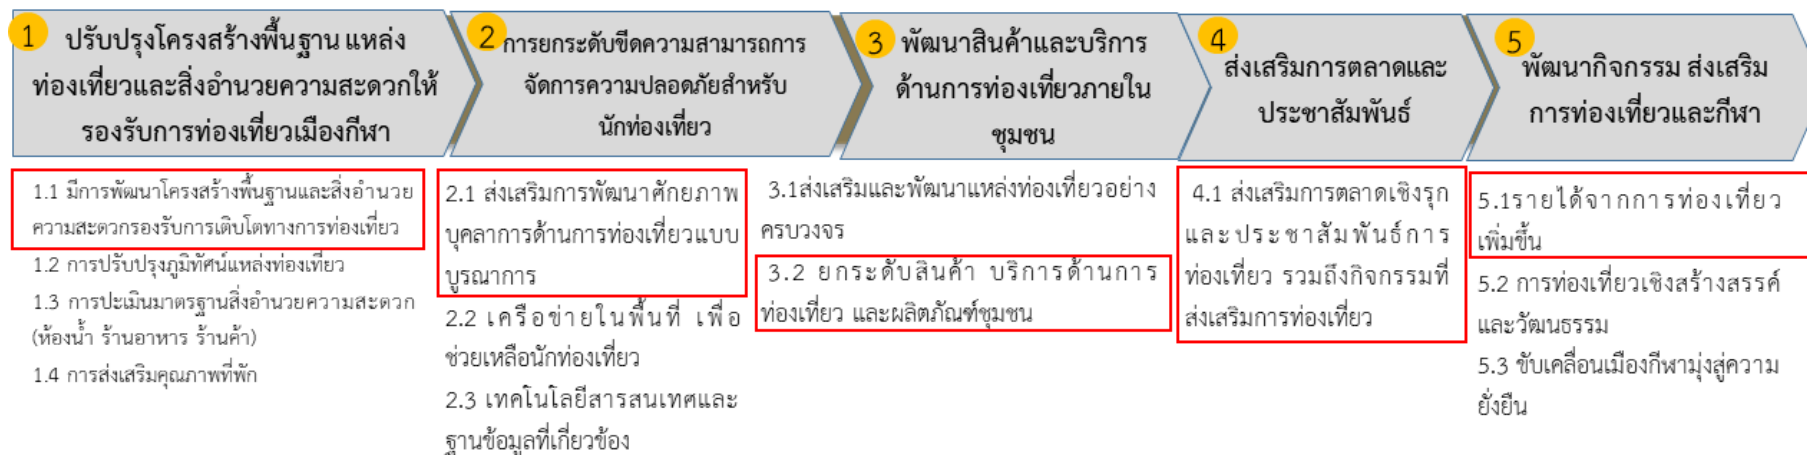 1 ปรับปรุงโครงสร้างพื้นฐาน แหล่ง
ท่องเที่ยวและสิ่งอำนวยความสะดวกให้
รองรับการท่องเที่ยวเมืองกีฬา
1.1 มีการพัฒนาโครงสร้างพื้นฐานและสิ่งอำนวย
ความสะดวกรองรับการเติบโตทางการท่องเที่ยว
1.2 การปรับปรุงภูมิทัศน์แหล่งท่องเที่ยว
1.3 การปะเมินมาตรฐานสิ่งอำนวยความสะดวก
(ห้องน้ำ ร้านอาหาร ร้านค้า)
1.4 การส่งเสริมคุณภาพที่พัก
2 การยกระดับขีดความสามารถการ
จัดการความปลอดภัยสำหรับ
นักท่องเที่ยว
2.1 ส่งเสริมการพัฒนาศักยภาพ
บุคลาการด้านการท่องเที่ยวแบบ
บูรณาการ
2.2 เครือข่ายในพื้นที่ เพื่อ
ช่วยเหลือนักท่องเที่ยว
2.3 เทคโนโลยีสารสนเทศและ
ฐานข้อมูลที่เกี่ยวข้อง
3 พัฒนาสินค้าและบริการ
ด้านการท่องเที่ยวภายใน
ชุมชน
3.1ส่งเสริมและพัฒนาแหล่งท่องเที่ยวอย่าง
ครบวงจร
3.2 ยกระดับสินค้า บริการด้านการ
ท่องเที่ยว และผลิตภัณฑ์ชุมชน
4
ส่งเสริมการตลาดและ
ประชาสัมพันธ์
4.1 ส่งเสริมการตลาดเชิงรุก
และประชาสัมพันธ์การ
ท่องเที่ยว รวมถึงกิจกรรมที่
ส่งเสริมการท่องเที่ยว
5
พัฒนากิจกรรม ส่งเสริม
การท่องเที่ยวและกีฬา
5.1รายได้จากการท่องเที่ยว
เพิ่มขึ้น
5.2 การท่องเที่ยวเชิงสร้างสรรค์
และวัฒนธรรม
5.3 ขับเคลื่อนเมืองกีฬามุ่งสู่ความ
ยั่งยืน